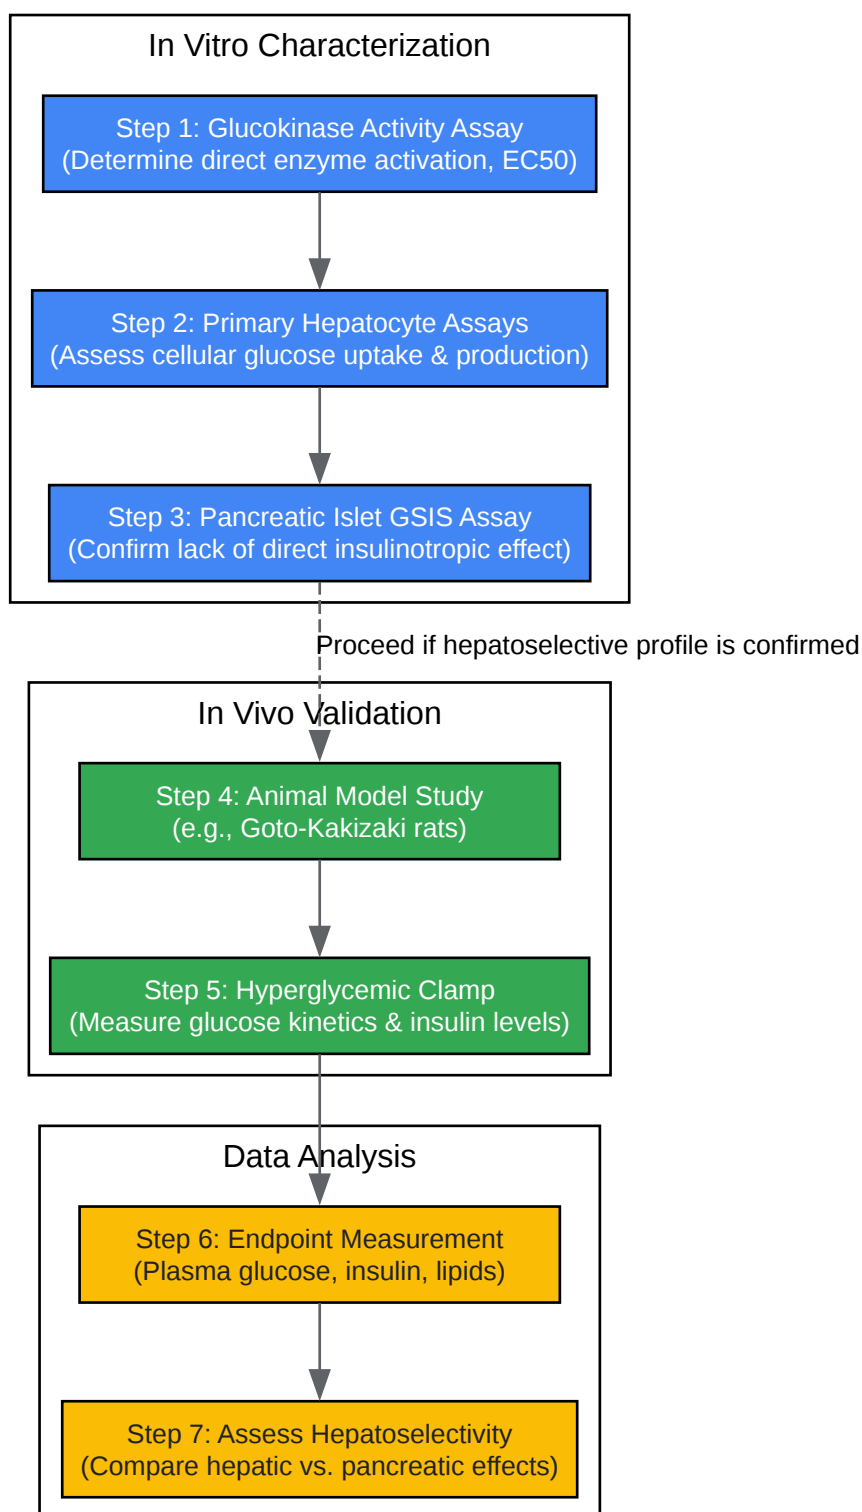 In Vitro Characterization
Step 1: Glucokinase Activity Assay
(Determine direct enzyme activation, EC50)
Step 2: Primary Hepatocyte Assays
(Assess cellular glucose uptake & production)
Step 3: Pancreatic Islet GSIS Assay
(Confirm lack of direct insulinotropic effect)
Proceed if hepatoselective profile is confirmed
In Vivo Validation
Step 4: Animal Model Study
(e.g., Goto-Kakizaki rats)
Step 5: Hyperglycemic Clamp
(Measure glucose kinetics & insulin levels)
Data Analysis
Step 6: Endpoint Measurement
(Plasma glucose, insulin, lipids)
Step 7: Assess Hepatoselectivity
(Compare hepatic vs. pancreatic effects)